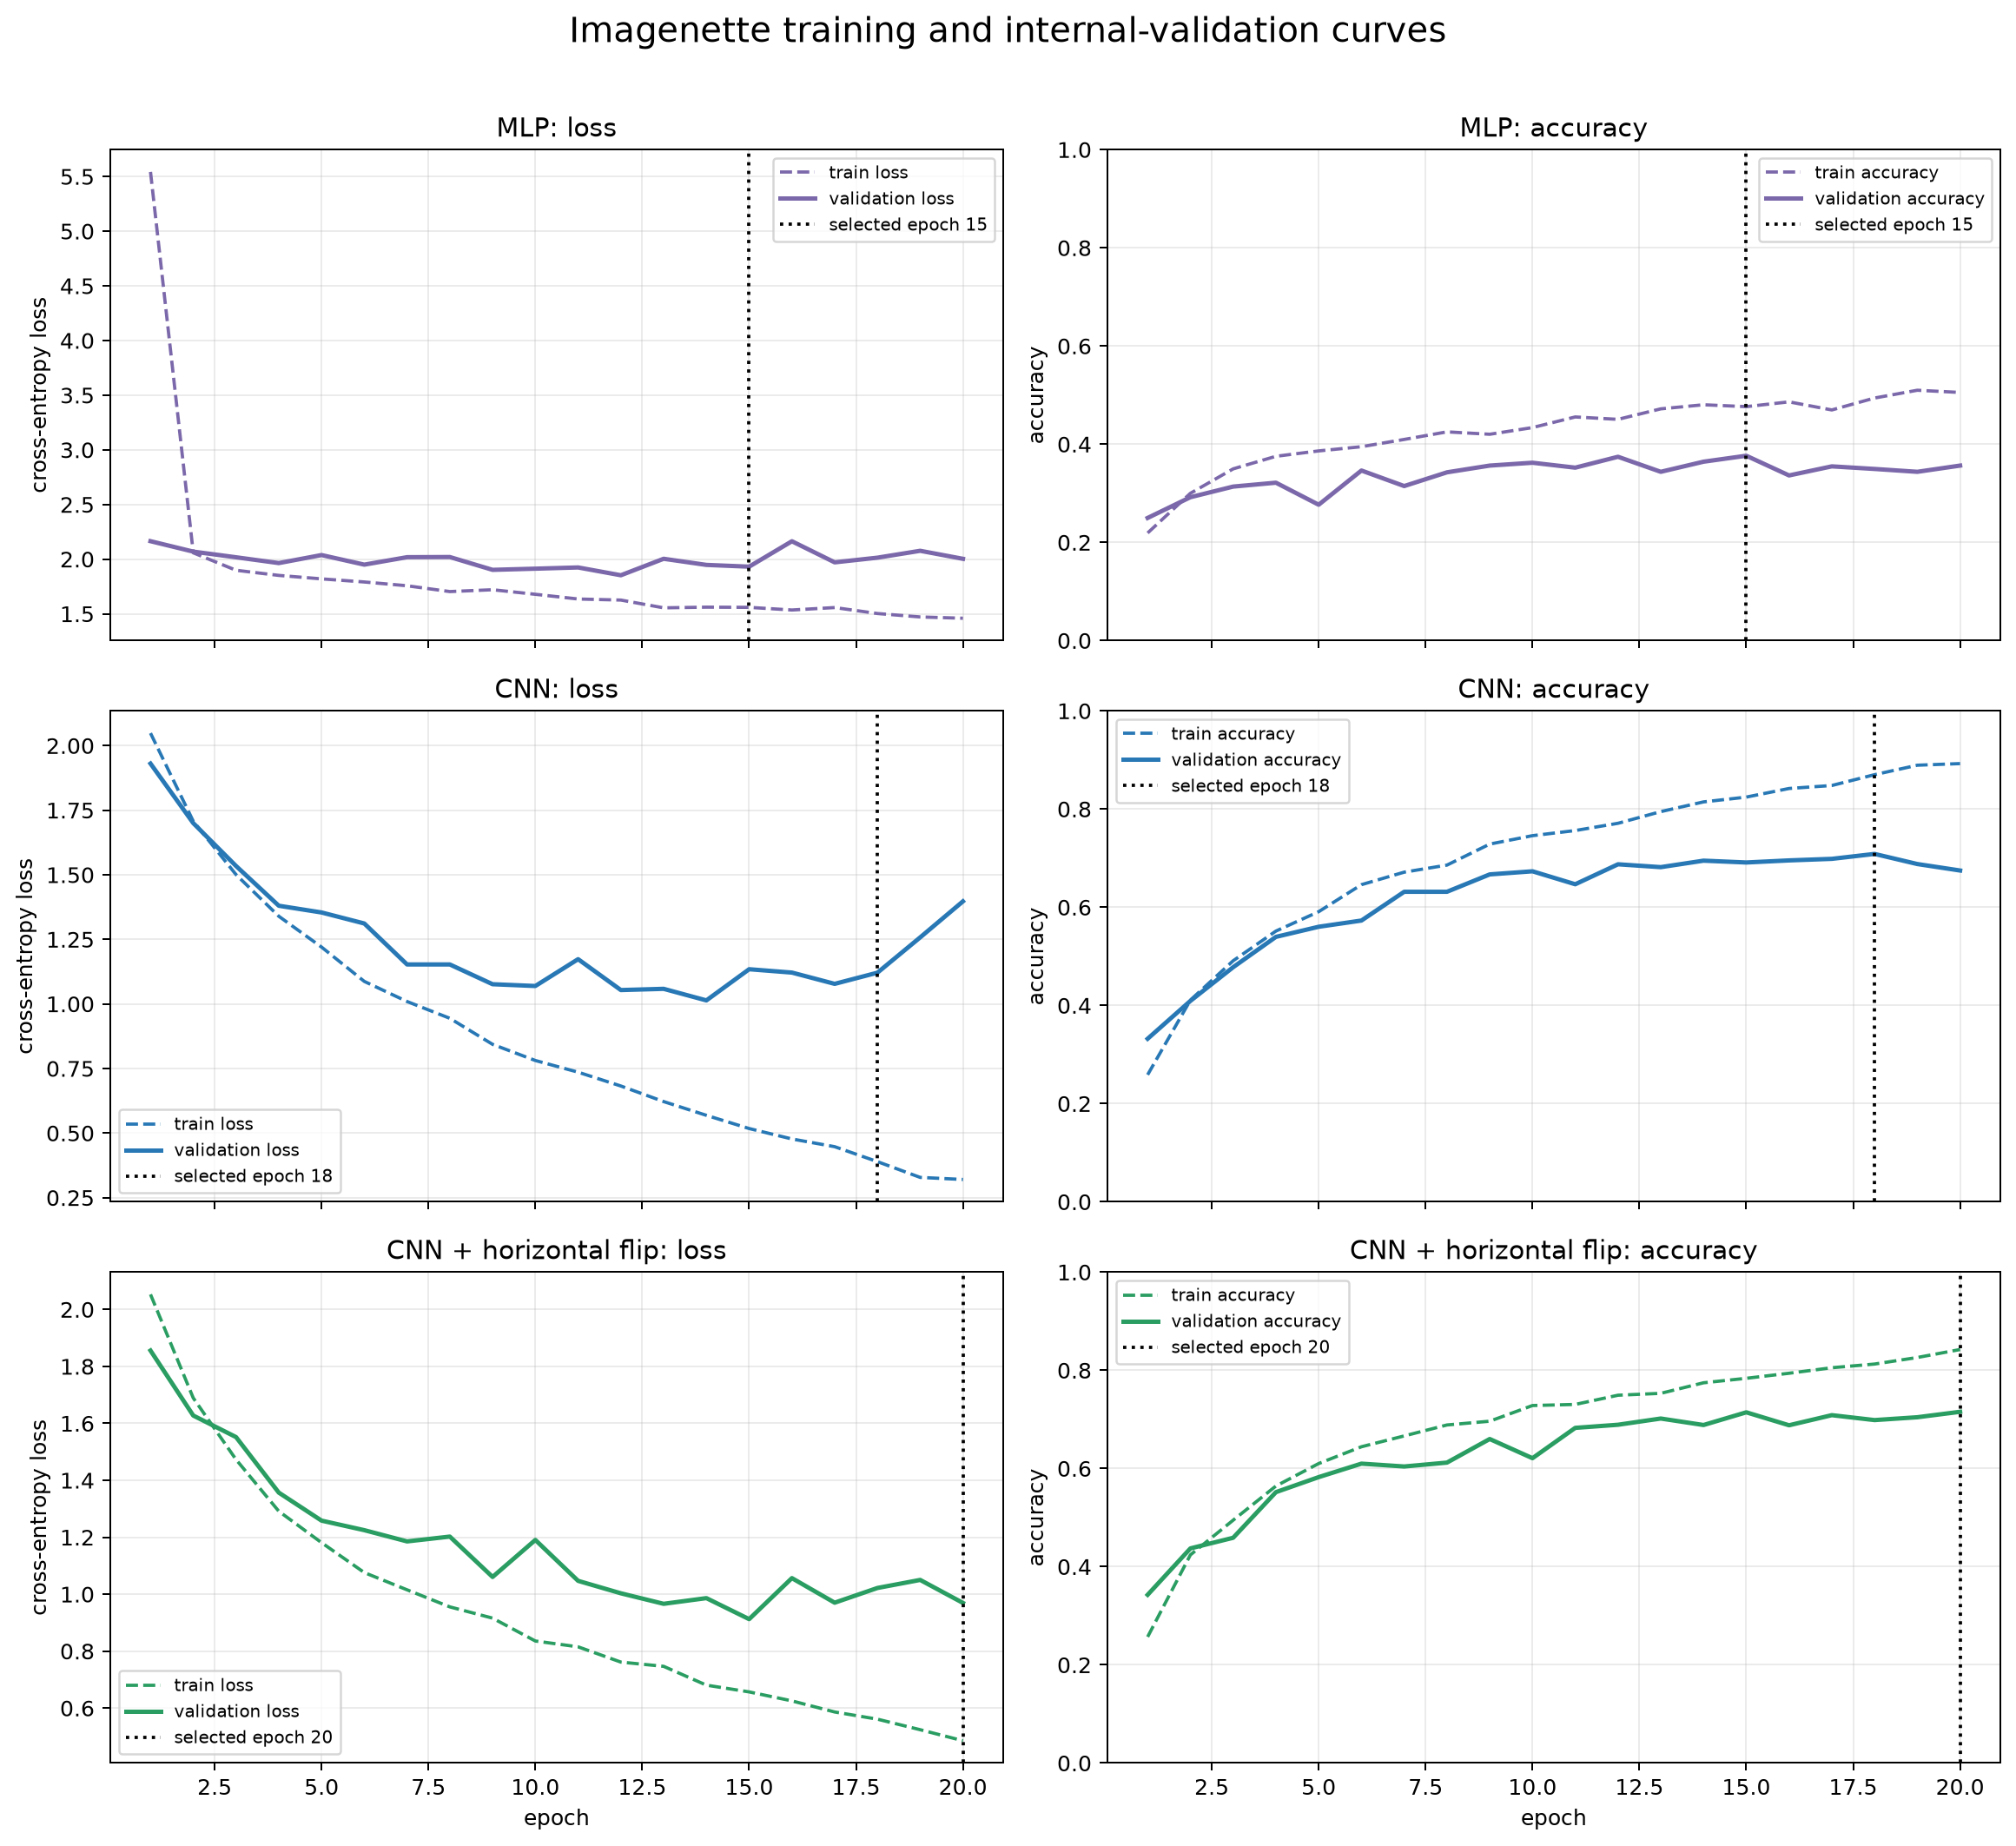 Imagenette training and internal-validation curves
MLP: loss
cross-entropy loss
5.5
5.0
4.5
4.0
3.5
3.0
2.5
2.0
1.5
train loss
validation loss
selected epoch 15
MLP: accuracy
accuracy
1.0
0.8
0.6
0.4
0.2
0.0
train accuracy
validation accuracy
selected epoch 15
CNN: loss
cross-entropy loss
2.00
1.75
1.50
1.25
1.00
0.75
0.50
0.25
train loss
validation loss
selected epoch 18
CNN: accuracy
accuracy
1.0
0.8
0.6
0.4
0.2
0.0
train accuracy
validation accuracy
selected epoch 18
CNN + horizontal flip: loss
cross-entropy loss
2.0
1.8
1.6
1.4
1.2
1.0
0.8
0.6
train loss
validation loss
selected epoch 20
2.5 5.0 7.5 10.0 12.5 15.0 17.5 20.0
epoch
CNN + horizontal flip: accuracy
accuracy
1.0
0.8
0.6
0.4
0.2
0.0
train accuracy
validation accuracy
selected epoch 20
2.5 5.0 7.5 10.0 12.5 15.0 17.5 20.0
epoch